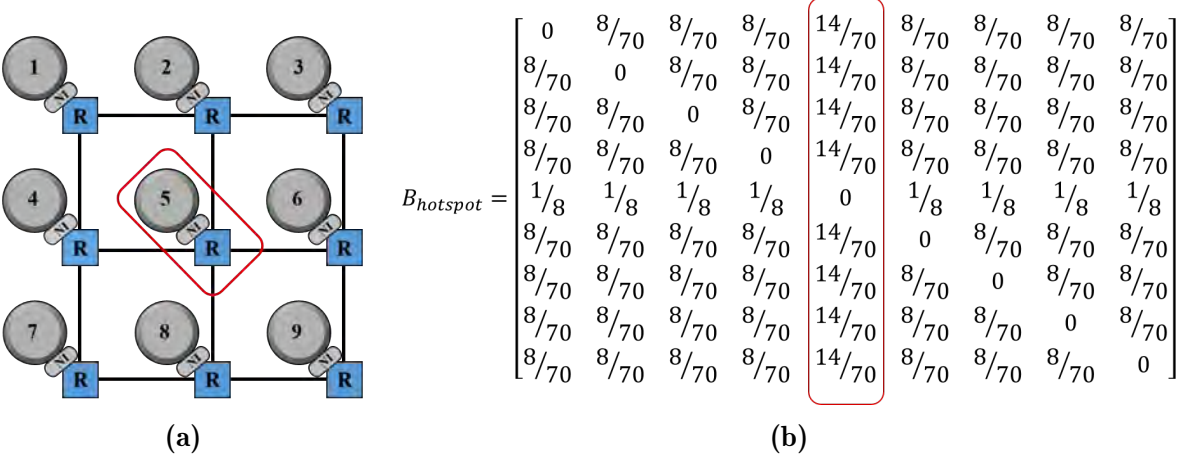 1 2 3
NI NI NI
R R R
4 5 6
NI NI NI
R R R
7 8 9
NI NI NI
R R R
(a)
0 8/70 8/70 8/70 14/70 8/70 8/70 8/70 8/70
8/70 0 8/70 8/70 14/70 8/70 8/70 8/70 8/70
8/70 8/70 0 8/70 14/70 8/70 8/70 8/70 8/70
8/70 8/70 8/70 0 14/70 8/70 8/70 8/70 8/70
B_hotspot = 1/8 1/8 1/8 1/8 0 1/8 1/8 1/8 1/8
8/70 8/70 8/70 8/70 14/70 0 8/70 8/70 8/70
8/70 8/70 8/70 8/70 14/70 8/70 0 8/70 8/70
8/70 8/70 8/70 8/70 14/70 8/70 8/70 0 8/70
8/70 8/70 8/70 8/70 14/70 8/70 8/70 8/70 0
(b)